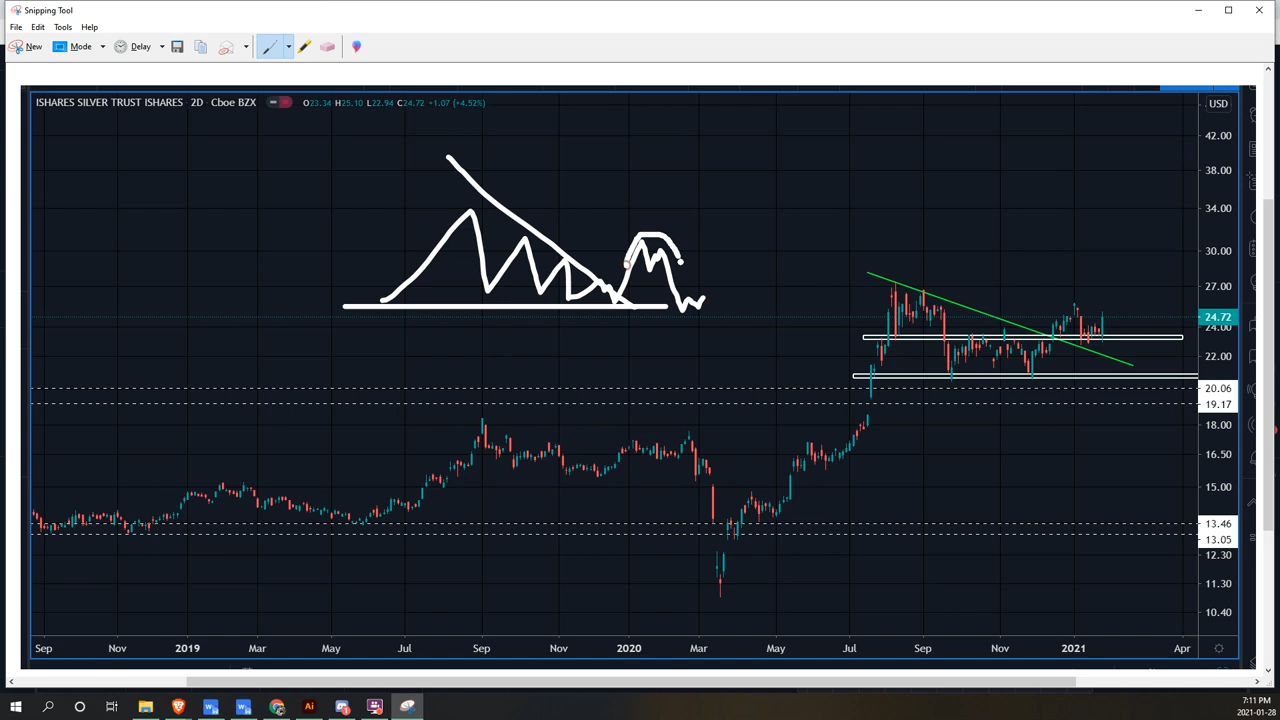 Snipping Tool
File Edit Tools Help
New Mode Delay
ISHARES SILVER TRUST ISHARES · 2D · Cboe BZX O23.34 H25.10 L22.94 C24.72 +1.07 (+4.52%)
USD
42.00
38.00
34.00
30.00
27.00
24.72
24.00
22.00
20.06
19.17
18.00
16.50
15.00
13.46
13.05
12.30
11.30
10.40
Sep Nov 2019 Mar May Jul Sep Nov 2020 Mar May Jul Sep Nov 2021 Apr
Ai
7:11 PM
2021-01-28